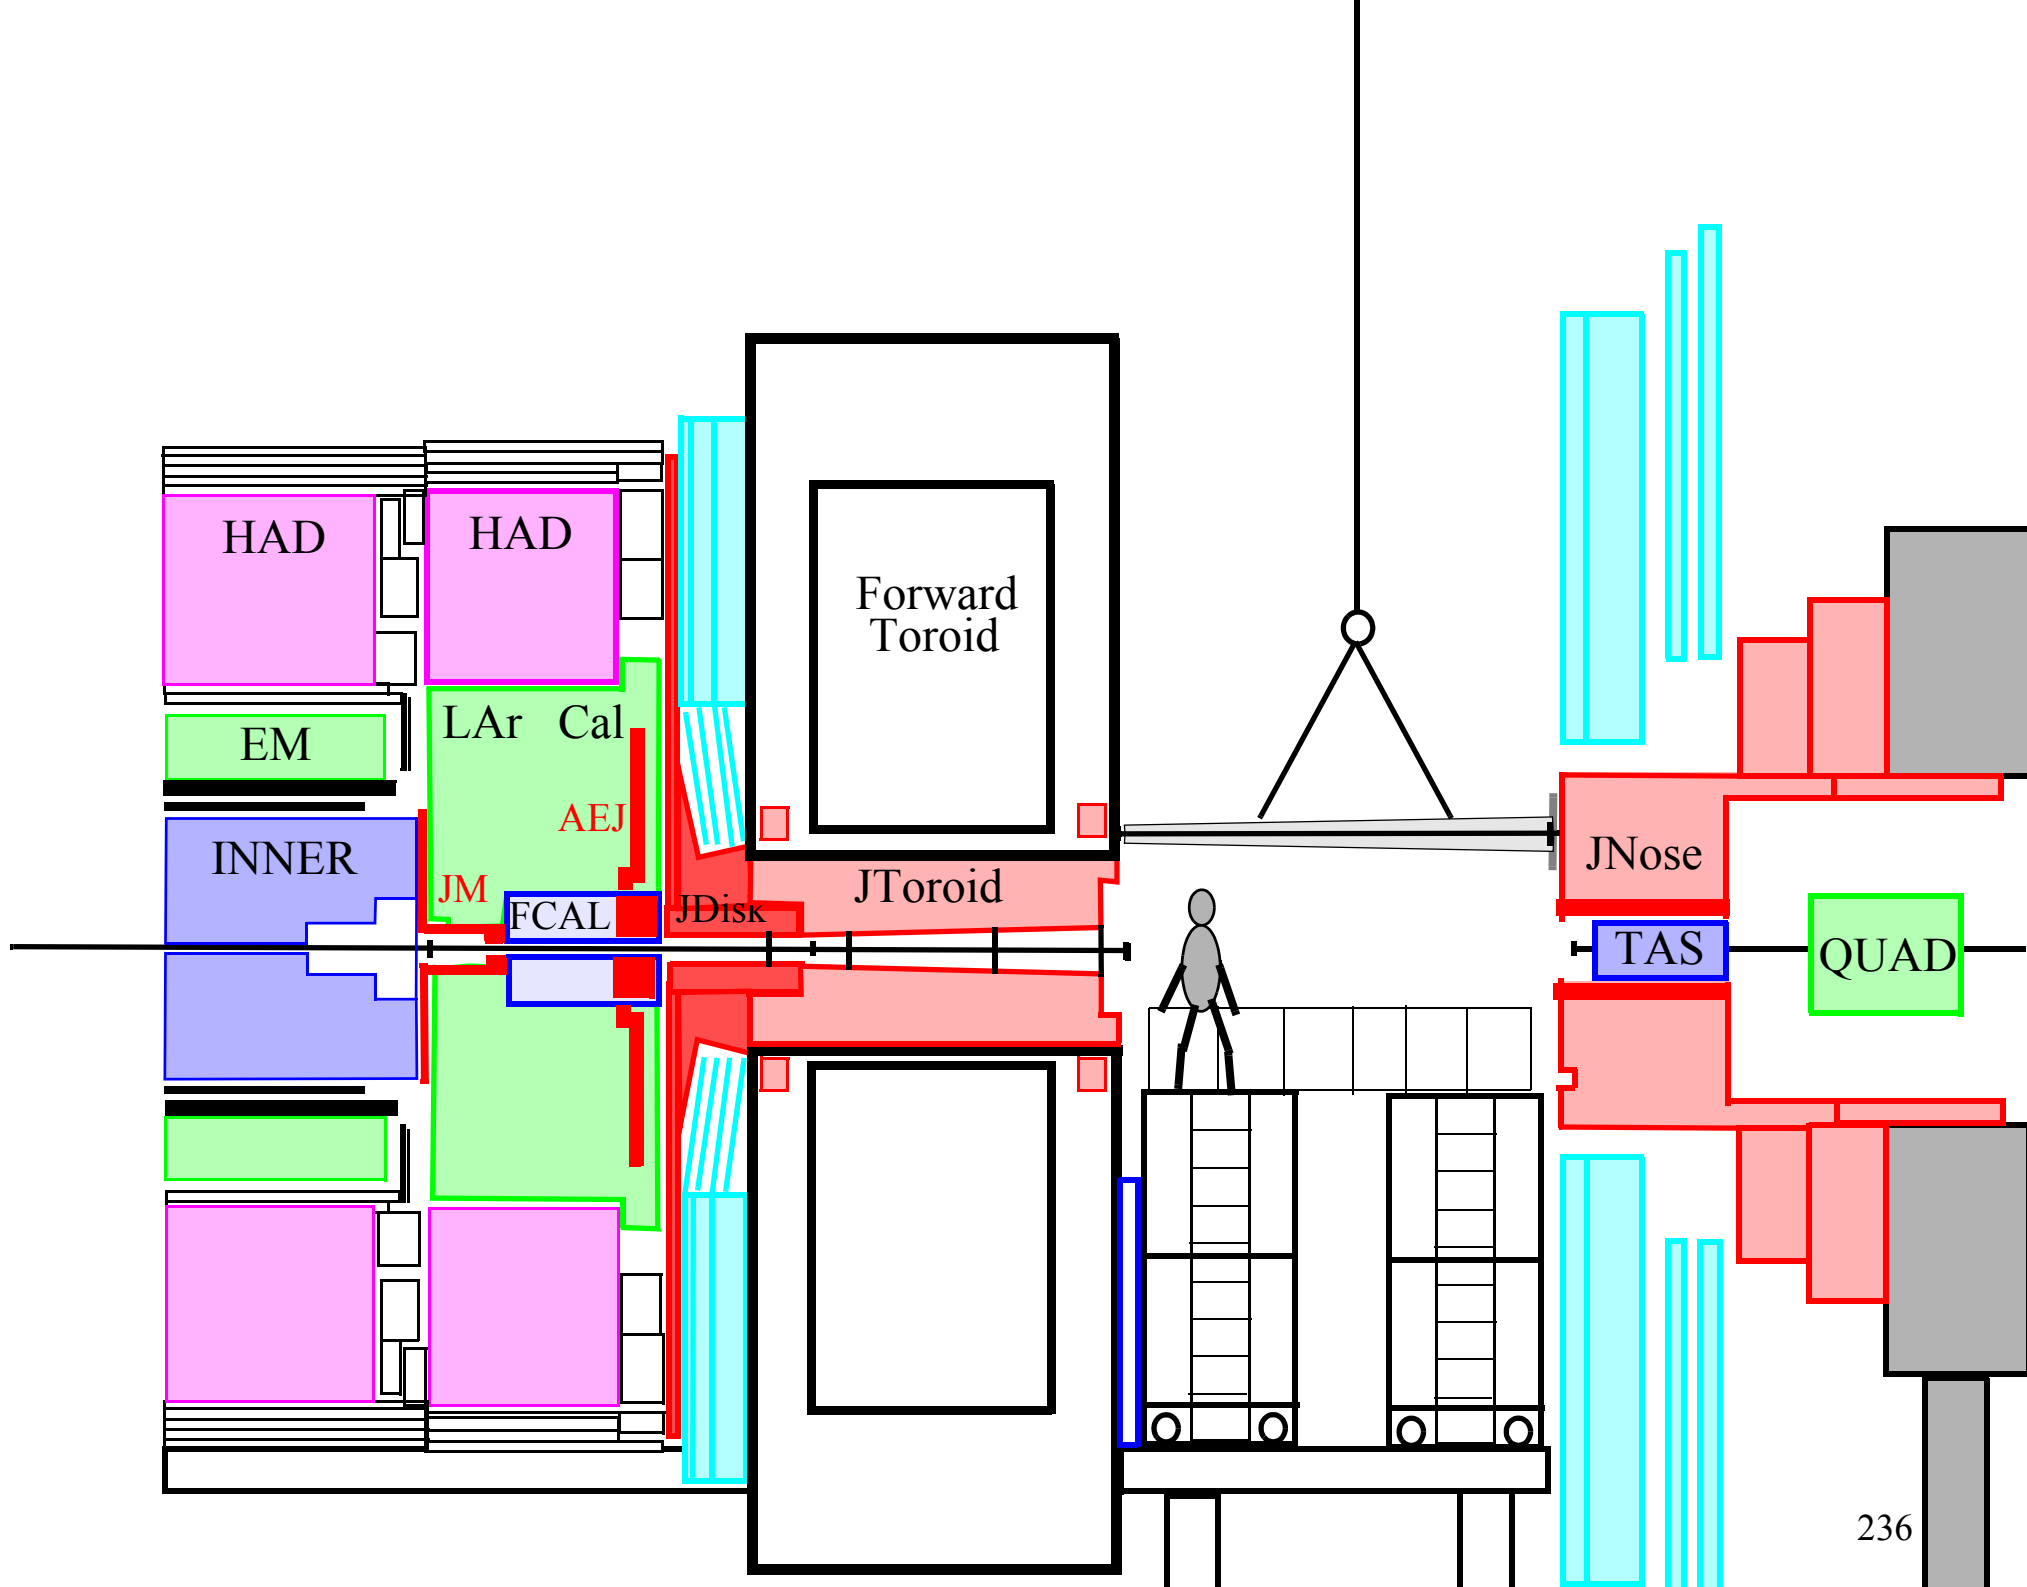 HAD
HAD
Forward
Toroid
LAr Cal
EM
AEJ
INNER
JM
FCAL
JDisk
JToroid
JNose
TAS
QUAD
236